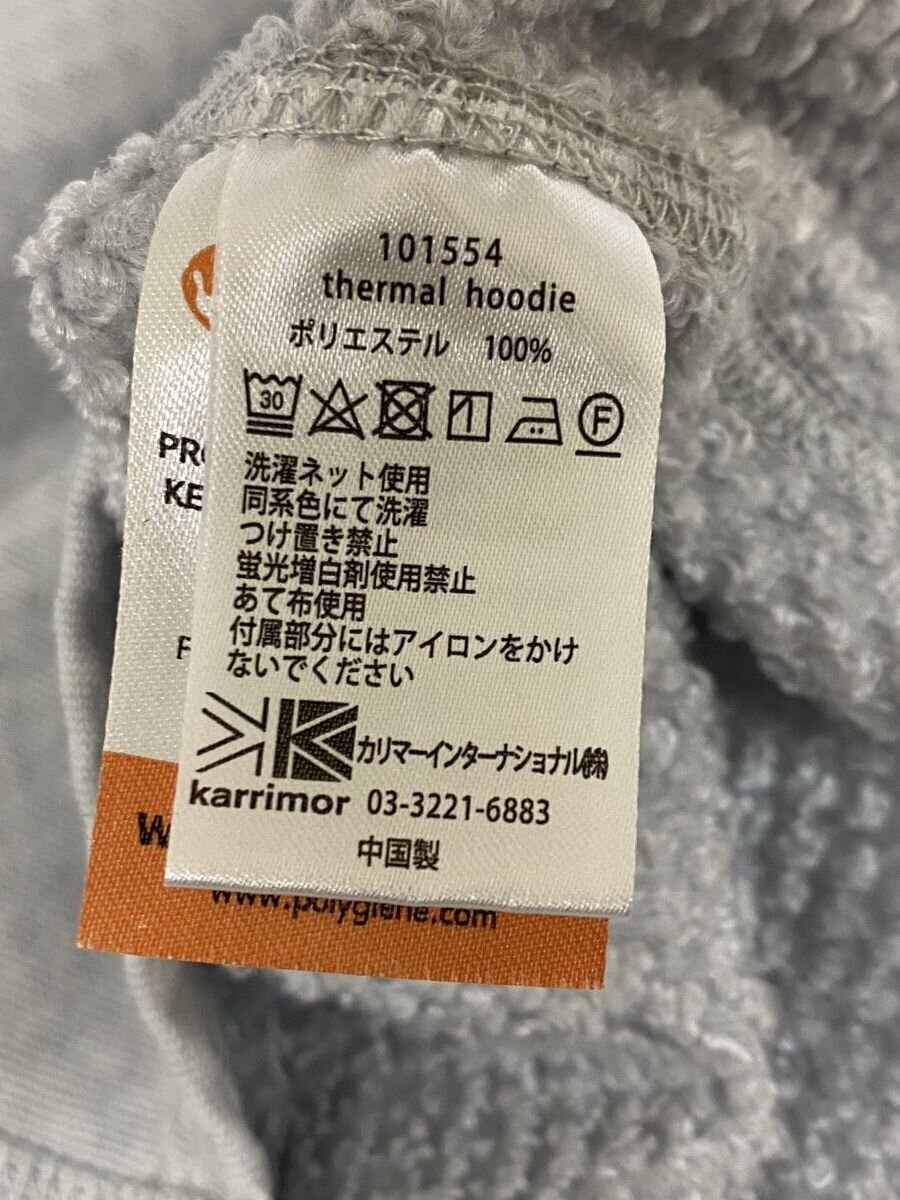 101554
thermal hoodie
ポリエステル 100%
30
F
洗濯ネット使用
同系色にて洗濯
つけ置き禁止
蛍光増白剤使用禁止
あて布使用
付属部分にはアイロンをかけ
ないでください
カリマーインターナショナル㈱
karrimor 03-3221-6883
中国製
www.polygiene.com